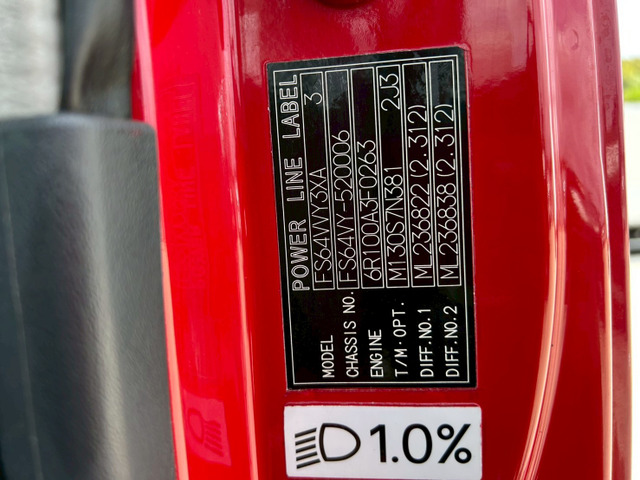 POWER LINE LABEL
MODEL FS64VVY3XA 3
CHASSIS NO. FS64VY-520006
ENGINE 6R100A3F0263
T/M·OPT. M130S7N381 2J3
DIFF.NO.1 ML236822(2.312)
DIFF.NO.2 ML236838(2.312)
1.0%